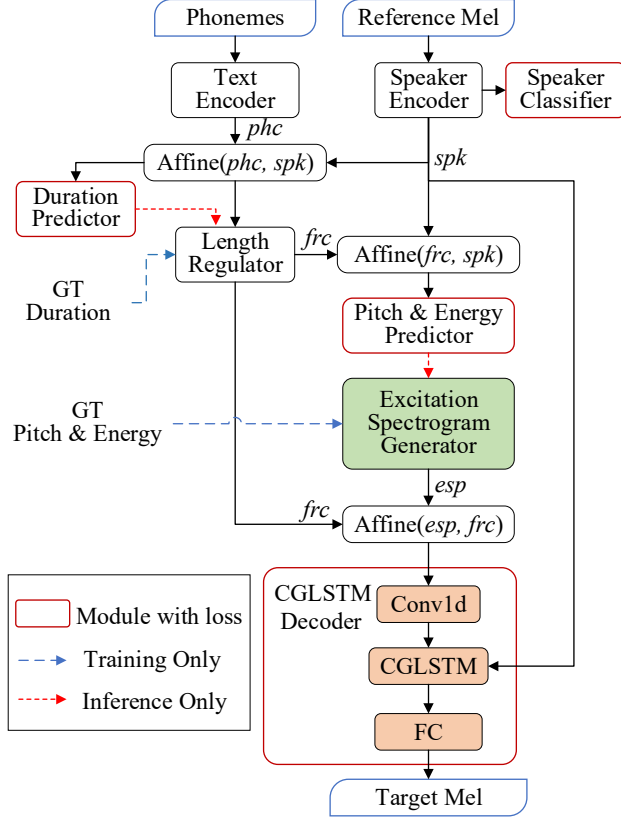 Phonemes
Reference Mel
Text
Encoder
Speaker
Encoder
Speaker
Classifier
phc
spk
Affine(phc, spk)
Duration
Predictor
Length
Regulator
frc
Affine(frc, spk)
GT
Duration
Pitch & Energy
Predictor
GT
Pitch & Energy
Excitation
Spectrogram
Generator
esp
frc
Affine(esp, frc)
CGLSTM
Decoder
Conv1d
CGLSTM
FC
Module with loss
Training Only
Inference Only
Target Mel